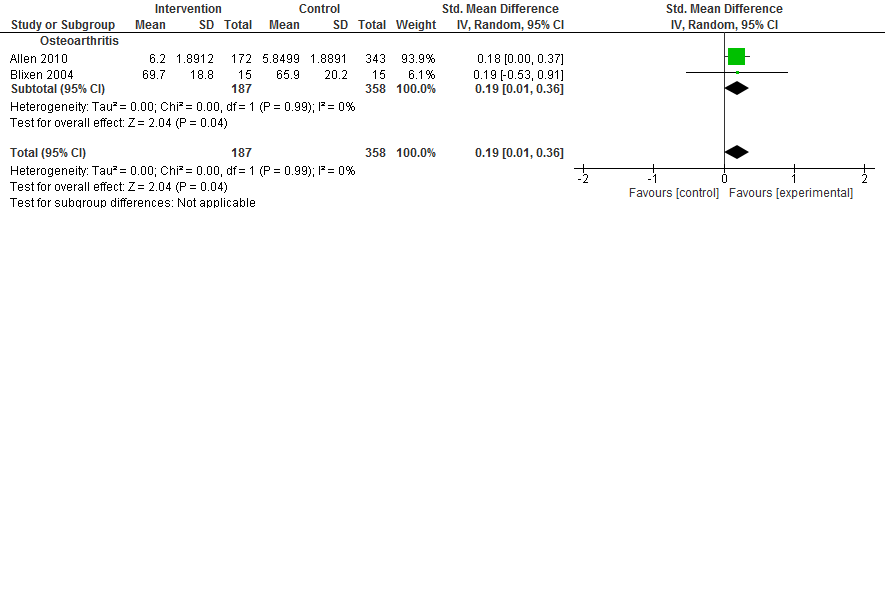 Intervention Control Std. Mean Difference Std. Mean Difference
Study or Subgroup Mean SD Total Mean SD Total Weight IV, Random, 95% CI IV, Random, 95% CI
Osteoarthritis
Allen 2010 6.2 1.8912 172 5.8499 1.8891 343 93.9% 0.18 [0.00, 0.37]
Blixen 2004 69.7 18.8 15 65.9 20.2 15 6.1% 0.19 [-0.53, 0.91]
Subtotal (95% CI) 187 358 100.0% 0.19 [0.01, 0.36]
Heterogeneity: Tau² = 0.00; Chi² = 0.00, df = 1 (P = 0.99); I² = 0%
Test for overall effect: Z = 2.04 (P = 0.04)
Total (95% CI) 187 358 100.0% 0.19 [0.01, 0.36]
Heterogeneity: Tau² = 0.00; Chi² = 0.00, df = 1 (P = 0.99); I² = 0%
Test for overall effect: Z = 2.04 (P = 0.04)
Test for subgroup differences: Not applicable
-2 -1 0 1 2
Favours [control] Favours [experimental]